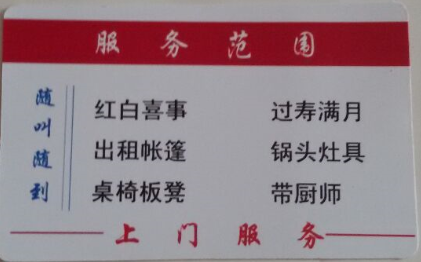 服务范围
随叫随到
红白喜事 过寿满月
出租帐篷 锅头灶具
桌椅板凳 带厨师
上门服务